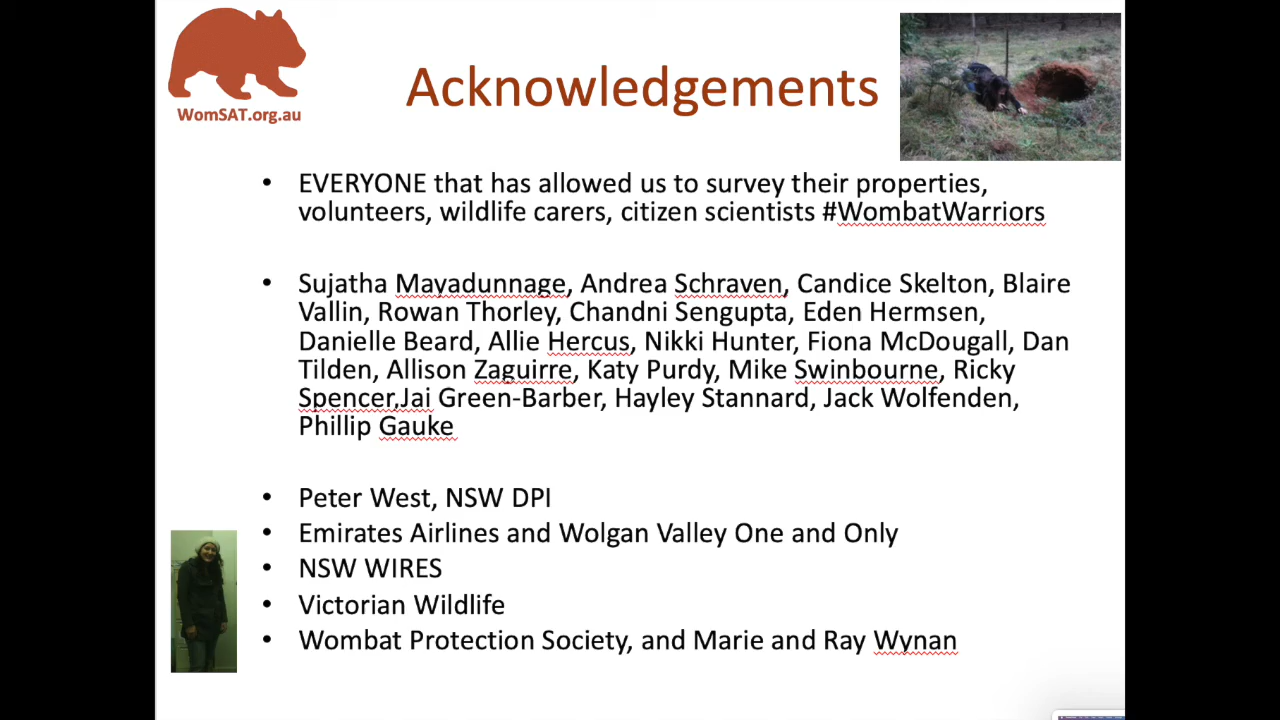 WomSAT.org.au
Acknowledgements
• EVERYONE that has allowed us to survey their properties,
volunteers, wildlife carers, citizen scientists #WombatWarriors
• Sujatha Mayadunnage, Andrea Schraven, Candice Skelton, Blaire
Vallin, Rowan Thorley, Chandni Sengupta, Eden Hermsen,
Danielle Beard, Allie Hercus, Nikki Hunter, Fiona McDougall, Dan
Tilden, Allison Zaguirre, Katy Purdy, Mike Swinbourne, Ricky
Spencer,Jai Green-Barber, Hayley Stannard, Jack Wolfenden,
Phillip Gauke
• Peter West, NSW DPI
• Emirates Airlines and Wolgan Valley One and Only
• NSW WIRES
• Victorian Wildlife
• Wombat Protection Society, and Marie and Ray Wynan